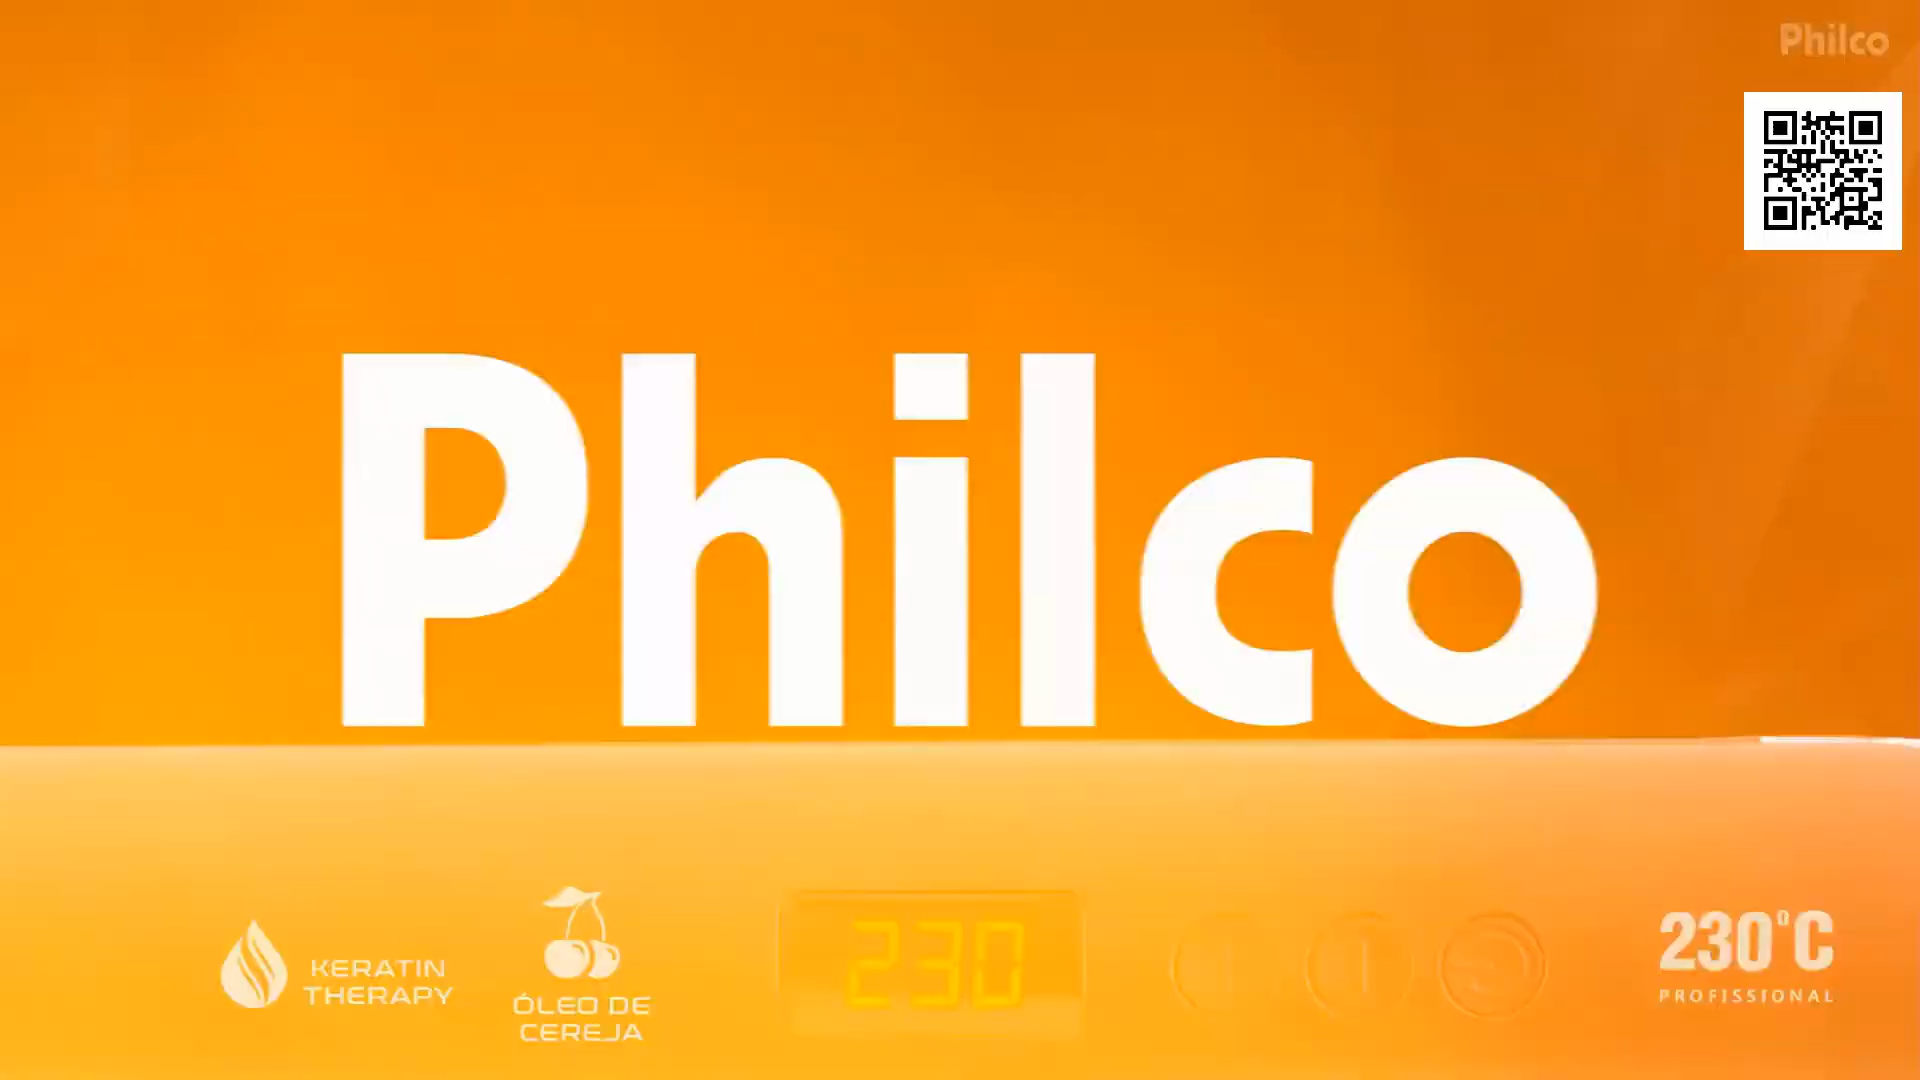 Philco
Philco
KERATIN
THERAPY
ÓLEO DE
CEREJA
230
230°C
PROFISSIONAL